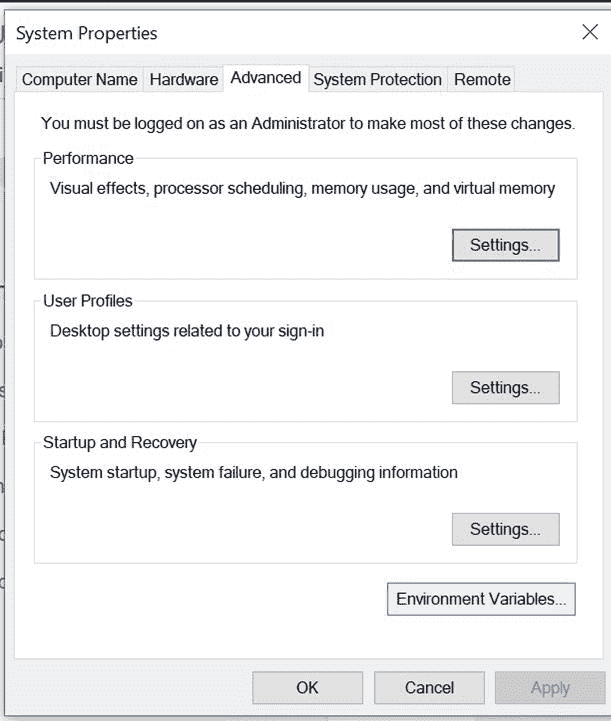 System Properties
Computer Name Hardware Advanced System Protection Remote
You must be logged on as an Administrator to make most of these changes.
Performance
Visual effects, processor scheduling, memory usage, and virtual memory
Settings...
User Profiles
Desktop settings related to your sign-in
Settings...
Startup and Recovery
System startup, system failure, and debugging information
Settings...
Environment Variables...
OK Cancel Apply